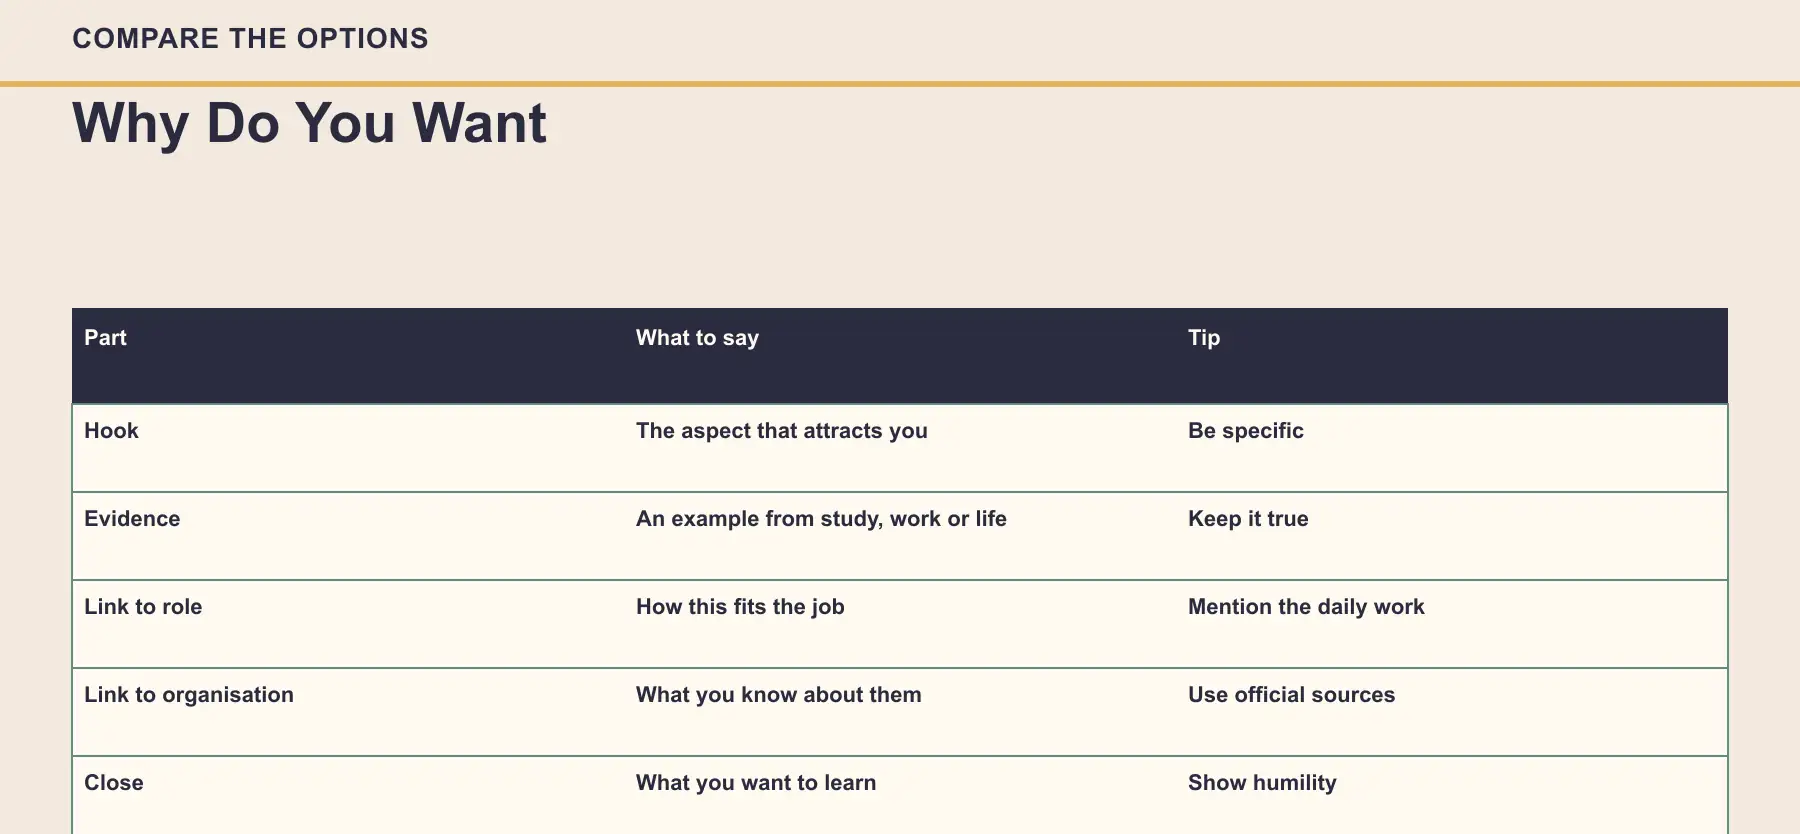 COMPARE THE OPTIONS
Why Do You Want
Part What to say Tip
Hook The aspect that attracts you Be specific
Evidence An example from study, work or life Keep it true
Link to role How this fits the job Mention the daily work
Link to organisation What you know about them Use official sources
Close What you want to learn Show humility